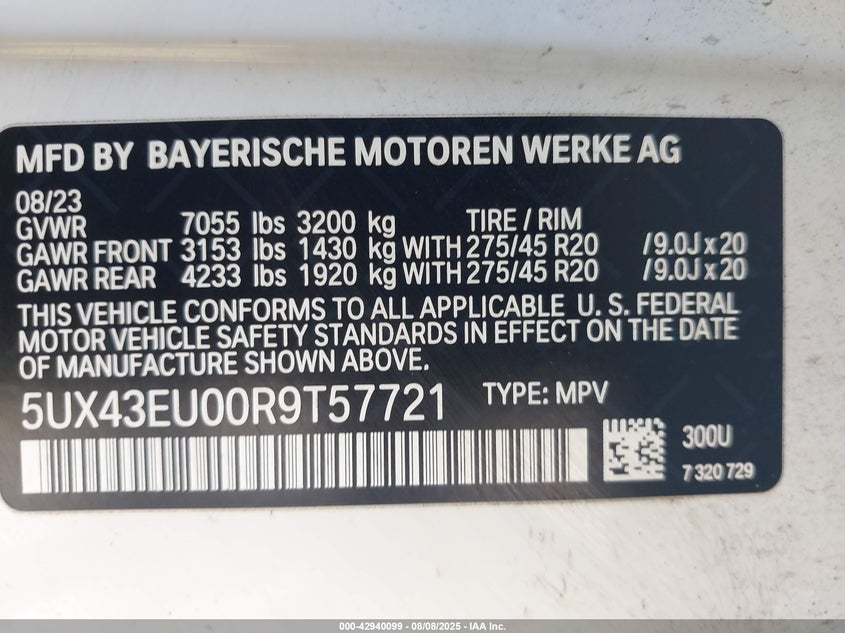 MFD BY BAYERISCHE MOTOREN WERKE AG
08/23
GVWR 7055 lbs 3200 kg TIRE / RIM
GAWR FRONT 3153 lbs 1430 kg WITH 275/45 R20 /9.0J x 20
GAWR REAR 4233 lbs 1920 kg WITH 275/45 R20 /9.0J x 20
THIS VEHICLE CONFORMS TO ALL APPLICABLE U. S. FEDERAL
MOTOR VEHICLE SAFETY STANDARDS IN EFFECT ON THE DATE
OF MANUFACTURE SHOWN ABOVE.
5UX43EU00R9T57721 TYPE: MPV
300U
7 320 729
000-42940099 - 08/08/2025 - IAA Inc.